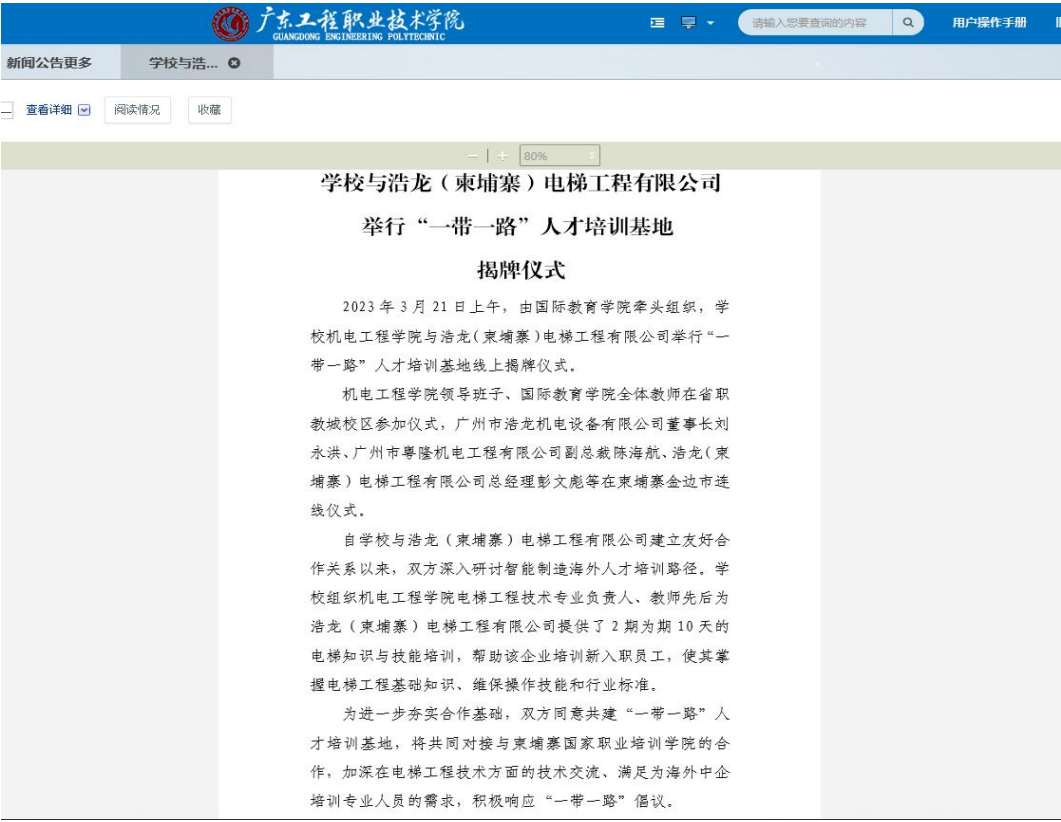 广东工程职业技术学院
GUANGDONG ENGINEERING POLYTECHNIC
请输入您要查询的内容
用户操作手册
新闻公告更多
学校与浩...
查看详细
阅读情况
收藏
80%
学校与浩龙（柬埔寨）电梯工程有限公司
举行“一带一路”人才培训基地
揭牌仪式
2023 年 3 月 21 日上午，由国际教育学院牵头组织，学
校机电工程学院与浩龙（柬埔寨）电梯工程有限公司举行“一
带一路”人才培训基地线上揭牌仪式。
机电工程学院领导班子、国际教育学院全体教师在省职
教城校区参加仪式，广州市浩龙机电设备有限公司董事长刘
永洪、广州市粤隆机电工程有限公司副总裁陈海航、浩龙（柬
埔寨）电梯工程有限公司总经理彭文彪等在柬埔寨金边市连
线仪式。
自学校与浩龙（柬埔寨）电梯工程有限公司建立友好合
作关系以来，双方深入研讨智能制造海外人才培训路径。学
校组织机电工程学院电梯工程技术专业负责人、教师先后为
浩龙（柬埔寨）电梯工程有限公司提供了 2 期为期 10 天的
电梯知识与技能培训，帮助该企业培训新入职员工，使其掌
握电梯工程基础知识、维保操作技能和行业标准。
为进一步夯实合作基础，双方同意共建“一带一路”人
才培训基地，将共同对接与柬埔寨国家职业培训学院的合
作，加深在电梯工程技术方面的技术交流、满足为海外中企
培训专业人员的需求，积极响应“一带一路”倡议。